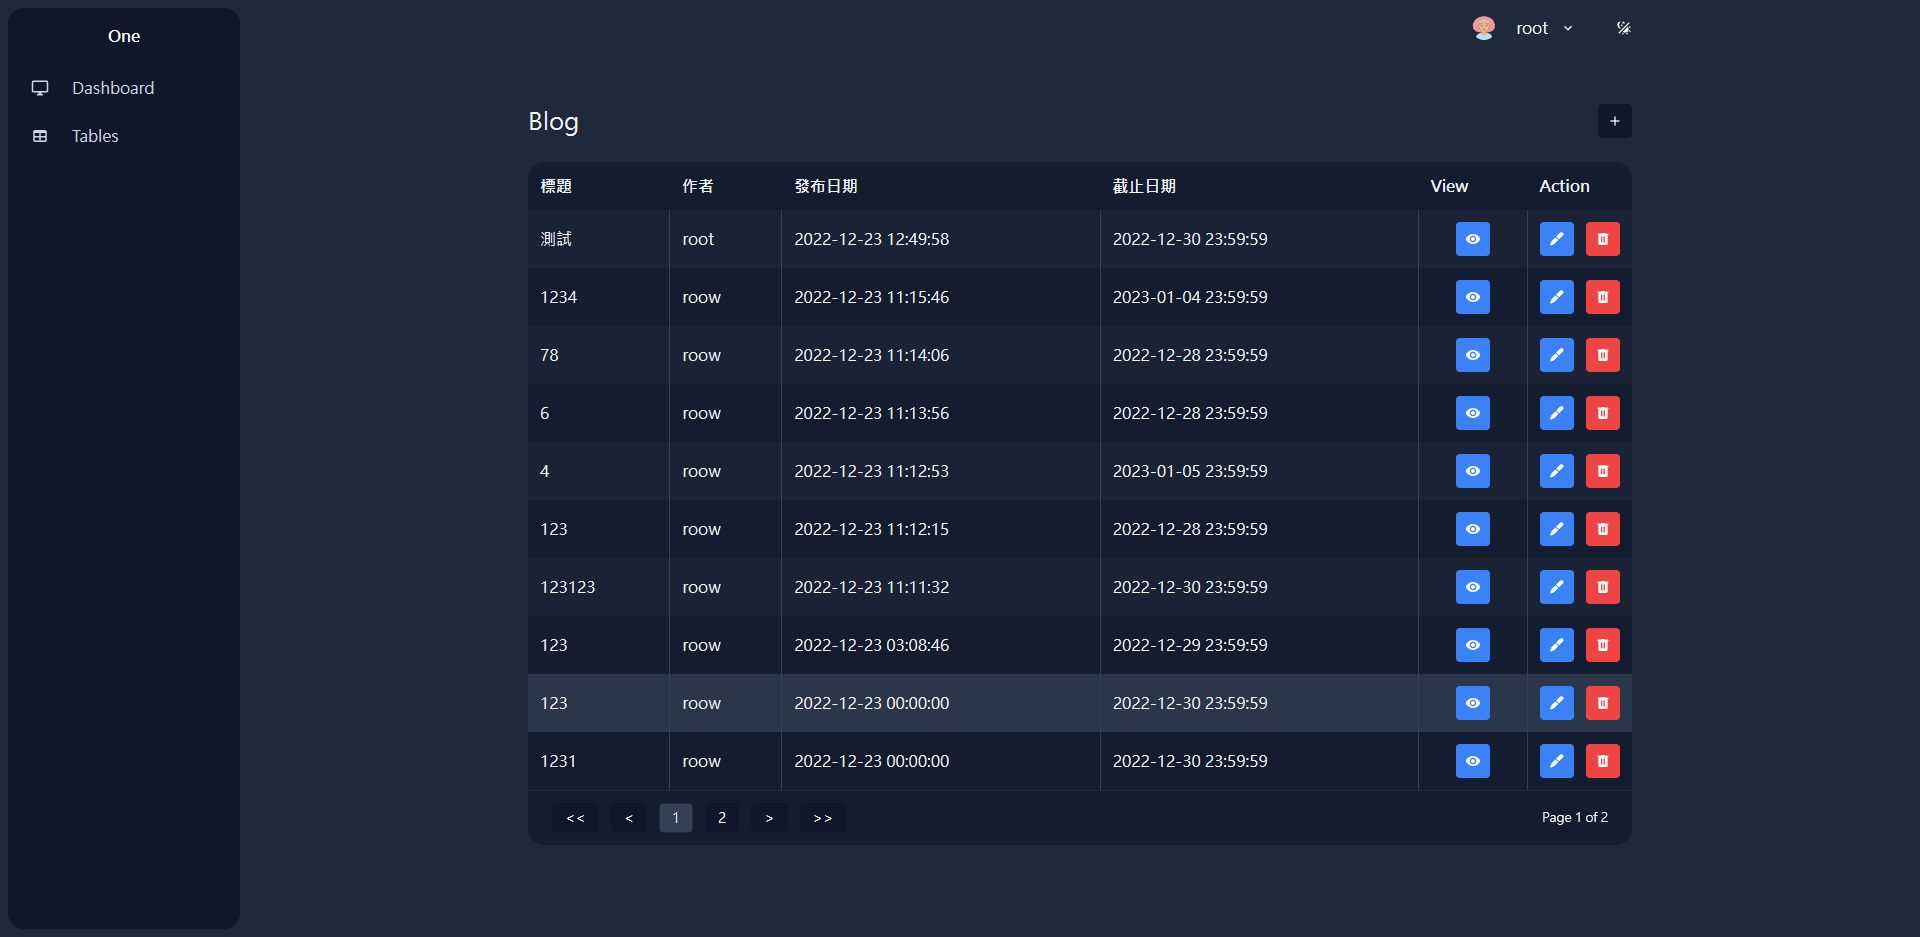 One
Dashboard
Tables
root
Blog
+
標題 作者 發布日期 截止日期 View Action
測試 root 2022-12-23 12:49:58 2022-12-30 23:59:59
1234 roow 2022-12-23 11:15:46 2023-01-04 23:59:59
78 roow 2022-12-23 11:14:06 2022-12-28 23:59:59
6 roow 2022-12-23 11:13:56 2022-12-28 23:59:59
4 roow 2022-12-23 11:12:53 2023-01-05 23:59:59
123 roow 2022-12-23 11:12:15 2022-12-28 23:59:59
123123 roow 2022-12-23 11:11:32 2022-12-30 23:59:59
123 roow 2022-12-23 03:08:46 2022-12-29 23:59:59
123 roow 2022-12-23 00:00:00 2022-12-30 23:59:59
1231 roow 2022-12-23 00:00:00 2022-12-30 23:59:59
<< < 1 2 > >> Page 1 of 2